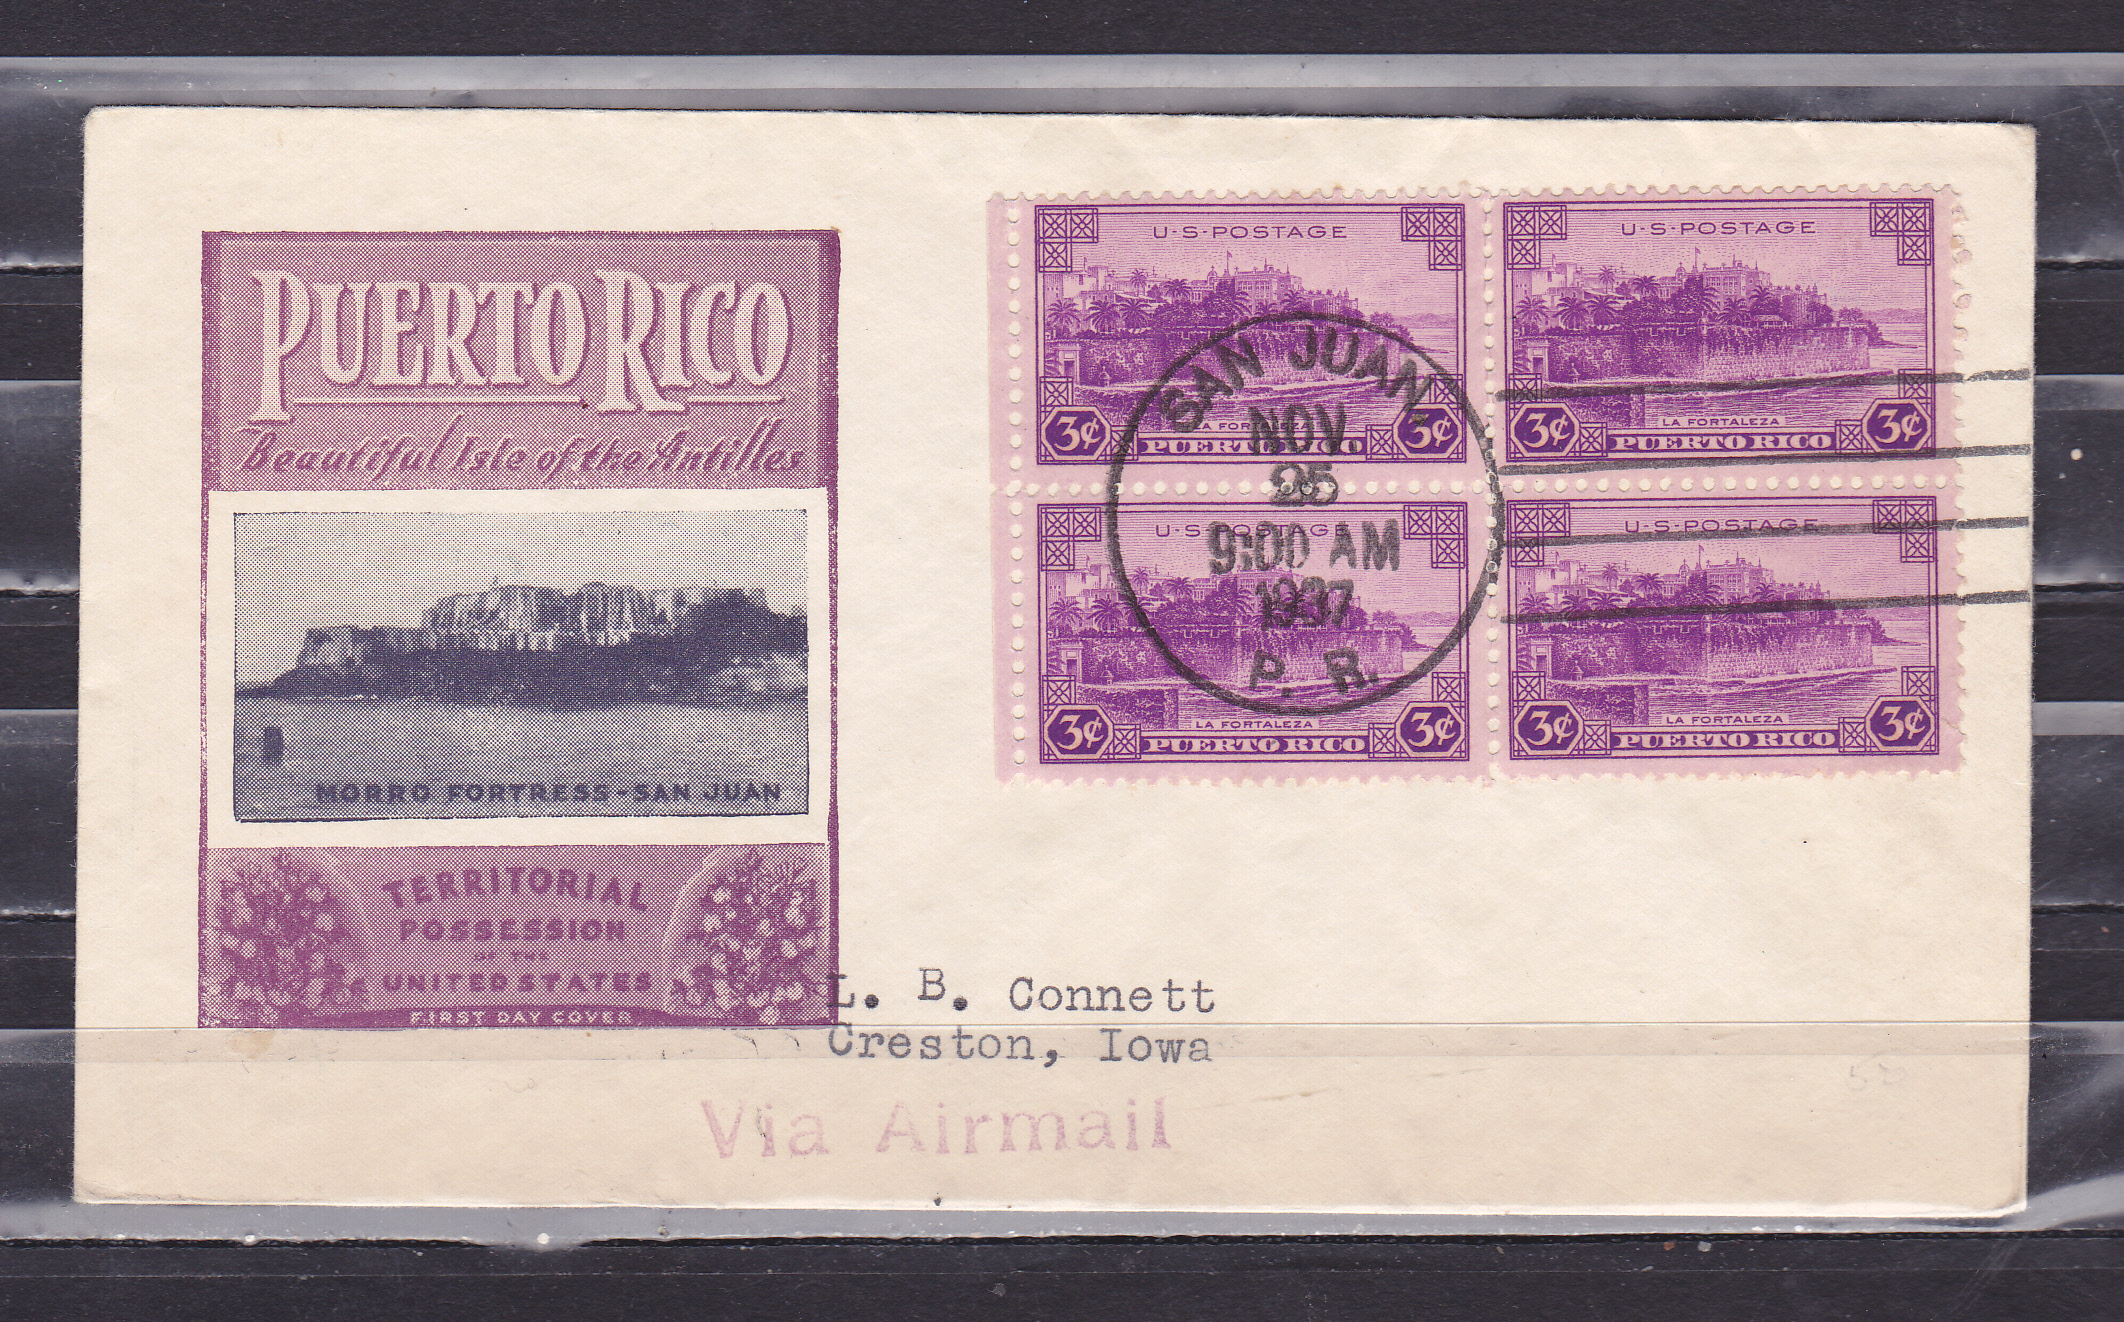 PUERTO RICO
Beautiful Isle of the Antilles
MORRO FORTRESS-SAN JUAN
TERRITORIAL
POSSESSION
OF THE
UNITED STATES
FIRST DAY COVER
U·S·POSTAGE
3¢ 3¢
LA FORTALEZA
PUERTO RICO
U·S·POSTAGE
LA FORTALEZA
3¢ 3¢
PUERTO RICO
U·S·POSTAGE
LA FORTALEZA
3¢ 3¢
PUERTO RICO
U·S·POSTAGE
LA FORTALEZA
3¢ 3¢
PUERTO RICO
SAN JUAN
NOV
25
9:00 AM
1937
P. R.
L. B. Connett
Creston, Iowa
Via Airmail